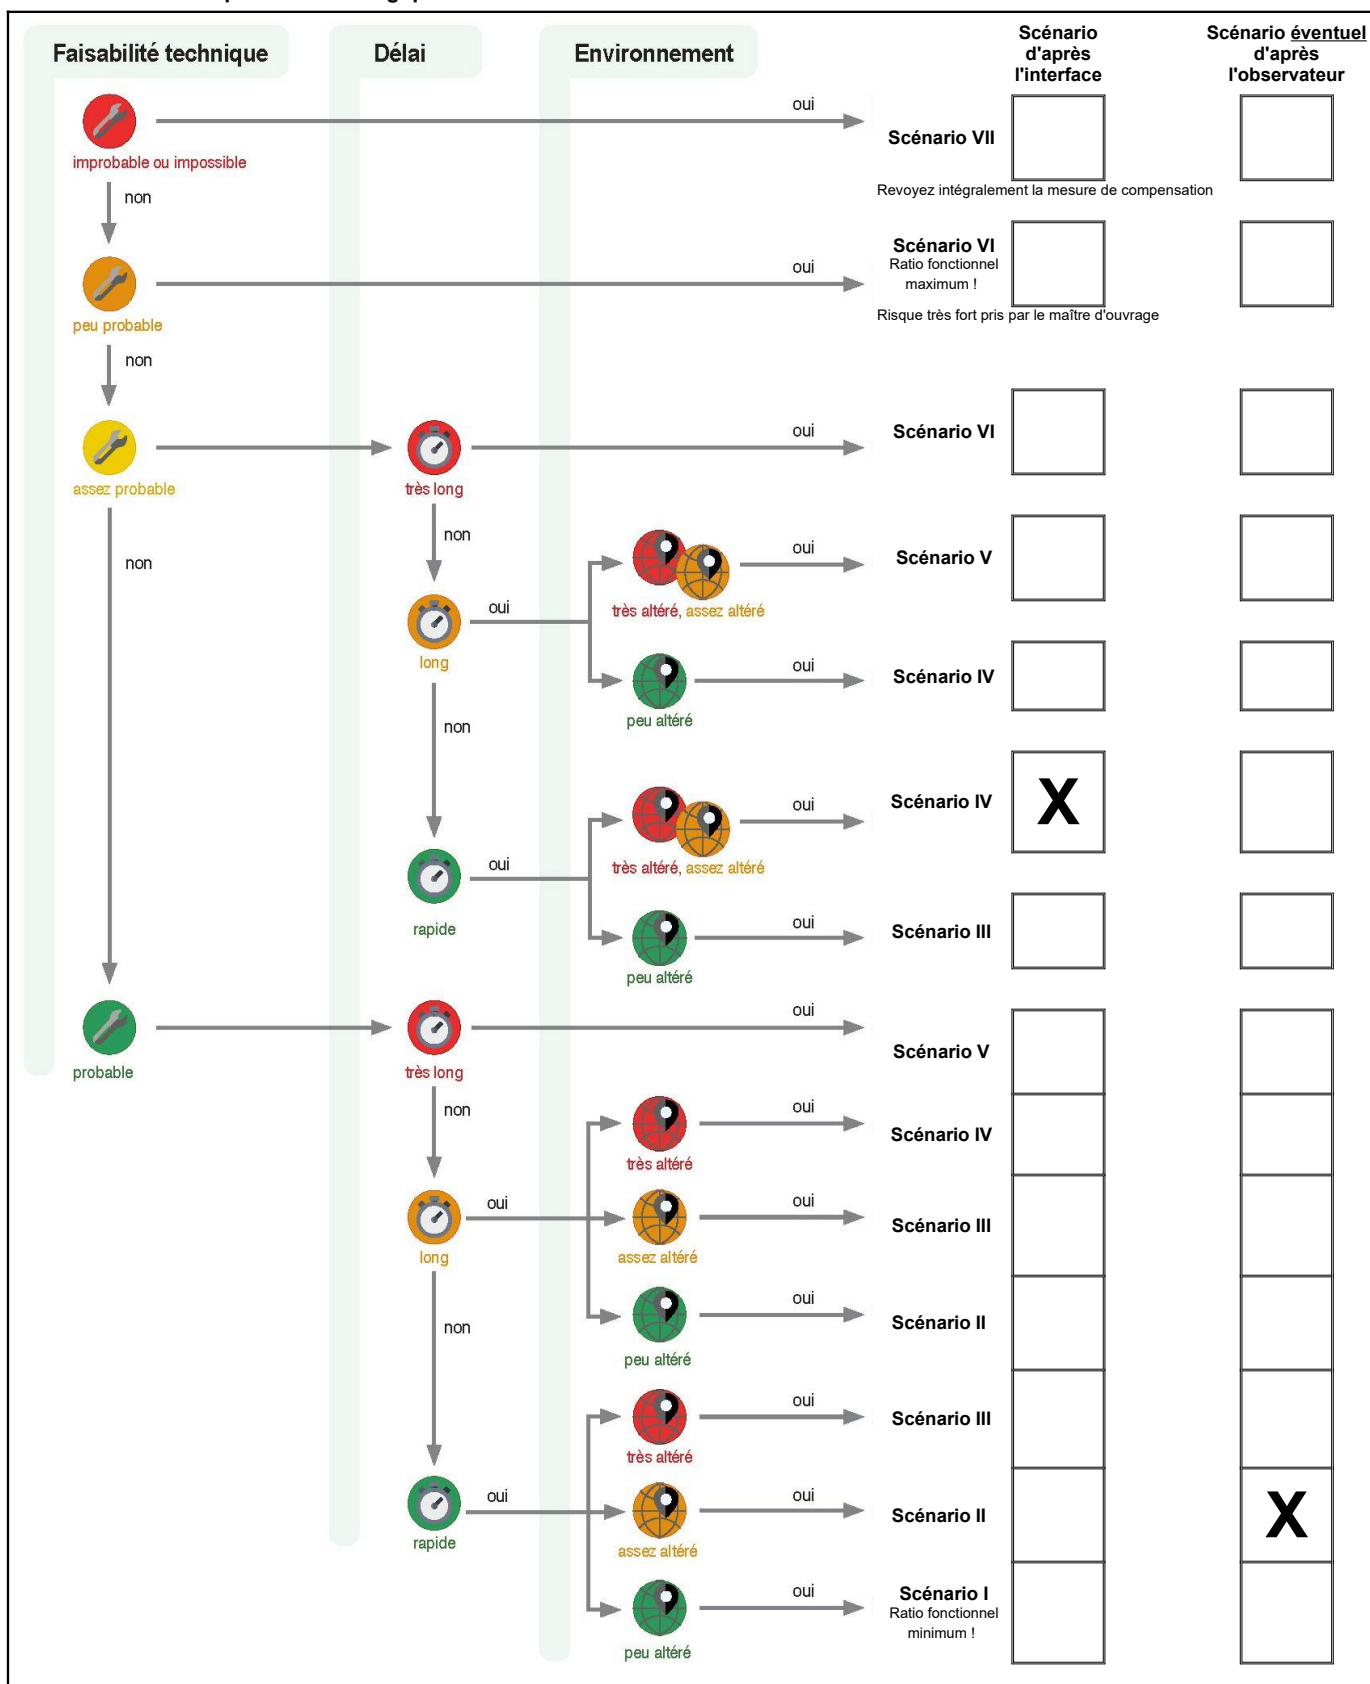 Faisabilité technique
Délai
Environnement
Scénario
d'après
l'interface
Scénario éventuel
d'après
l'observateur
oui
improbable ou impossible
Scénario VII
Revoyez intégralement la mesure de compensation
non
oui
peu probable
Scénario VI
Ratio fonctionnel
maximum !
Risque très fort pris par le maître d'ouvrage
non
oui
assez probable
très long
Scénario VI
non
non
oui
très altéré, assez altéré
Scénario V
oui
long
oui
peu altéré
Scénario IV
non
oui
très altéré, assez altéré
Scénario IV
X
oui
rapide
oui
peu altéré
Scénario III
oui
probable
très long
Scénario V
non
oui
très altéré
Scénario IV
oui
long
oui
assez altéré
Scénario III
oui
peu altéré
Scénario II
non
oui
très altéré
Scénario III
oui
rapide
oui
assez altéré
Scénario II
X
oui
peu altéré
Scénario I
Ratio fonctionnel
minimum !